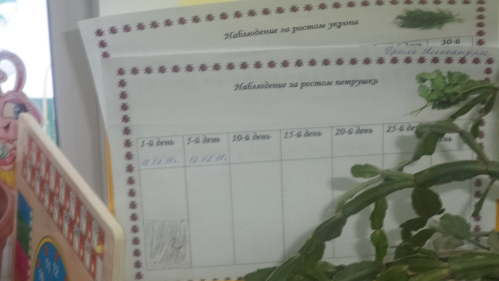 Наблюдение за ростом укропа
30-й
Наблюдение за ростом петрушки
1-й день 5-й день 10-й день 15-й день 20-й день 25-й